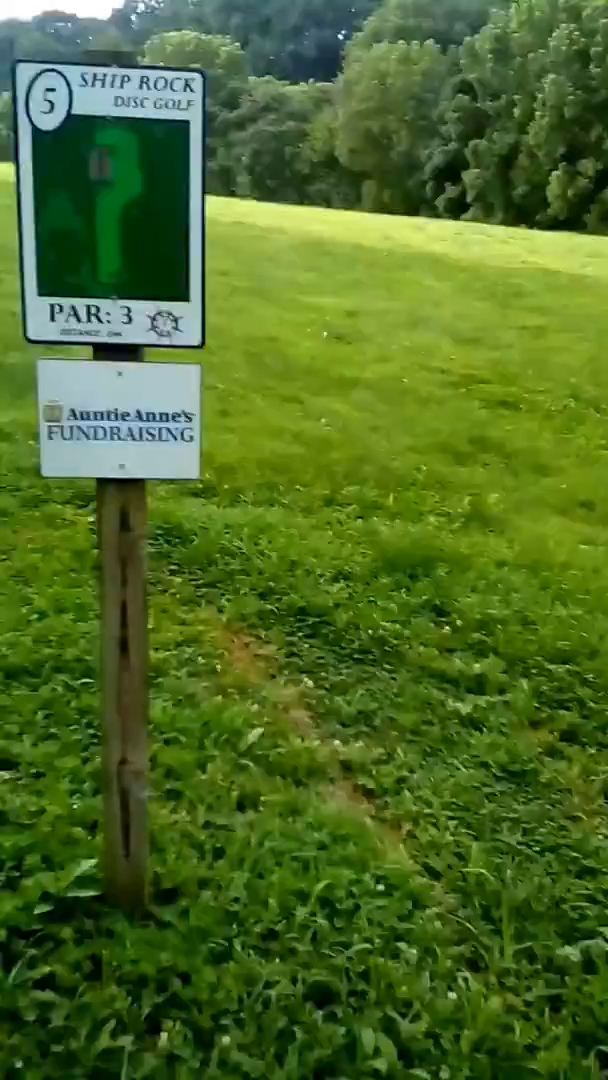 5
SHIP ROCK
DISC GOLF
PAR: 3
Auntie Anne's
FUNDRAISING